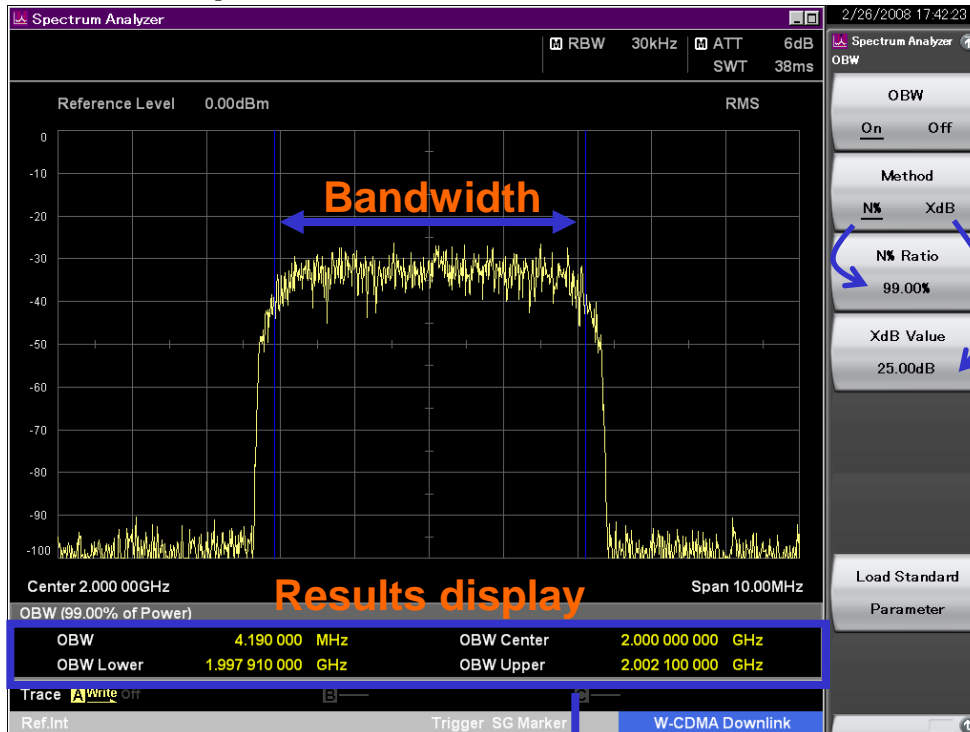 Spectrum Analyzer
2/26/2008 17:42:23
RBW 30kHz
ATT 6dB
SWT 38ms
Spectrum Analyzer
OBW
Reference Level 0.00dBm
RMS
OBW
On Off
Method
N% XdB
N% Ratio
99.00%
XdB Value
25.00dB
Load Standard
Parameter
0
-10
-20
-30
-40
-50
-60
-70
-80
-90
-100
Bandwidth
Center 2.000 00GHz
Span 10.00MHz
Results display
OBW (99.00% of Power)
OBW 4.190 000 MHz OBW Center 2.000 000 000 GHz
OBW Lower 1.997 910 000 GHz OBW Upper 2.002 100 000 GHz
Trace A Write Off B ---- C ----
Ref.Int Trigger SG Marker W-CDMA Downlink